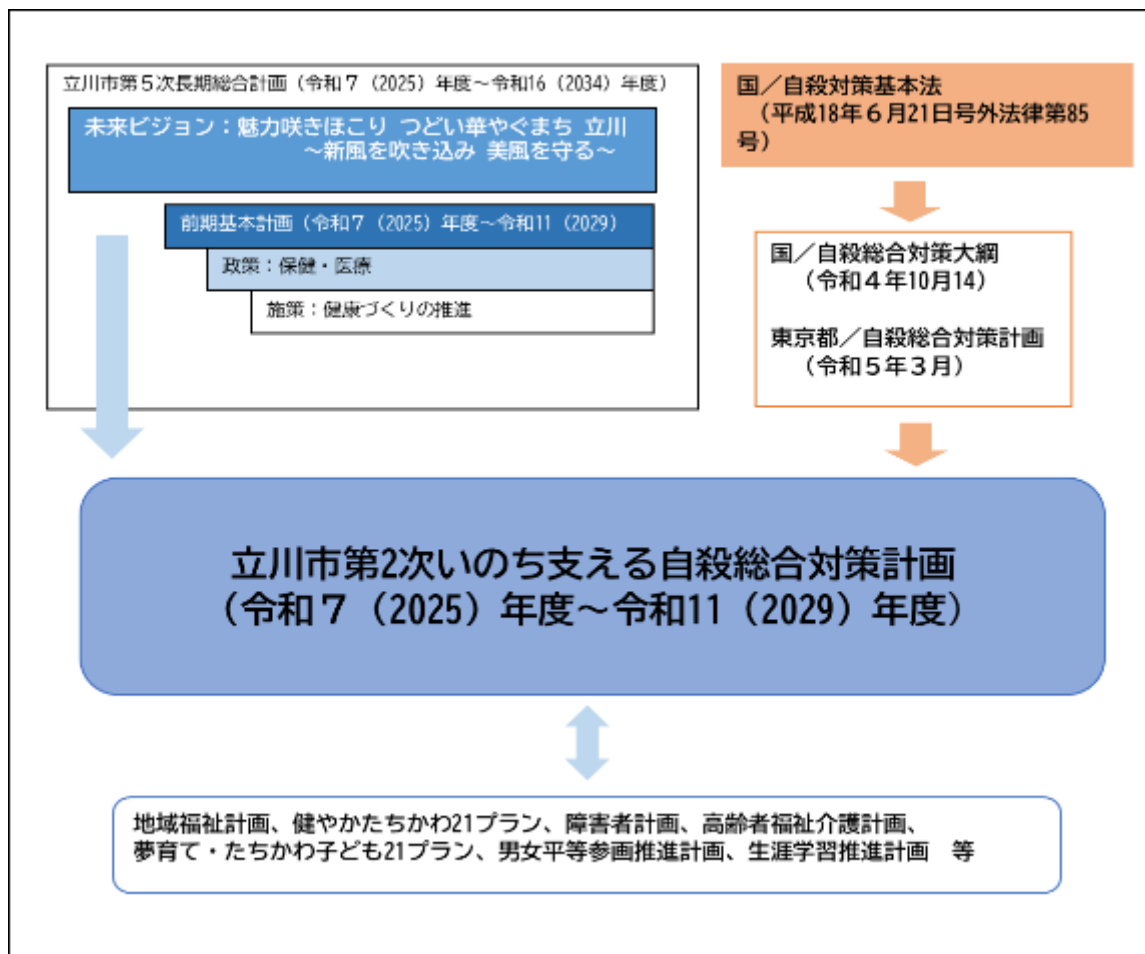 立川市第５次長期総合計画（令和７（2025）年度～令和16（2034）年度）
未来ビジョン：魅力咲きほこり つどい華やぐまち 立川
～新風を吹き込み 美風を守る～
前期基本計画（令和７（2025）年度～令和11（2029）
政策：保健・医療
施策：健康づくりの推進
国／自殺対策基本法
（平成18年６月21日号外法律第85
号）
国／自殺総合対策大綱
（令和４年10月14）
東京都／自殺総合対策計画
（令和５年３月）
立川市第2次いのち支える自殺総合対策計画
（令和７（2025）年度～令和11（2029）年度）
地域福祉計画、健やかたちかわ21プラン、障害者計画、高齢者福祉介護計画、
夢育て・たちかわ子ども21プラン、男女平等参画推進計画、生涯学習推進計画　等